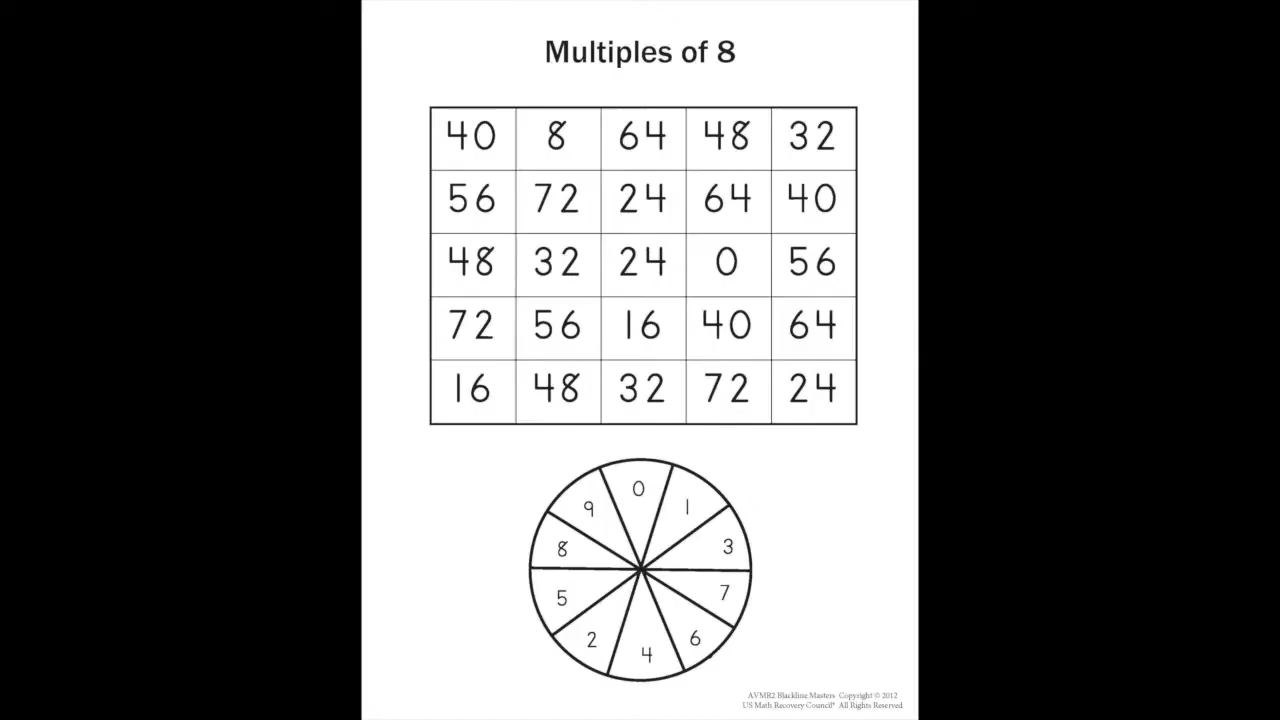 Multiples of 8
40 8 64 48 32
56 72 24 64 40
48 32 24 0 56
72 56 16 40 64
16 48 32 72 24
0
9 1
8 3
5 7
2 6
4
AVMR2 Blackline Masters Copyright © 2012
US Math Recovery Council® All Rights Reserved